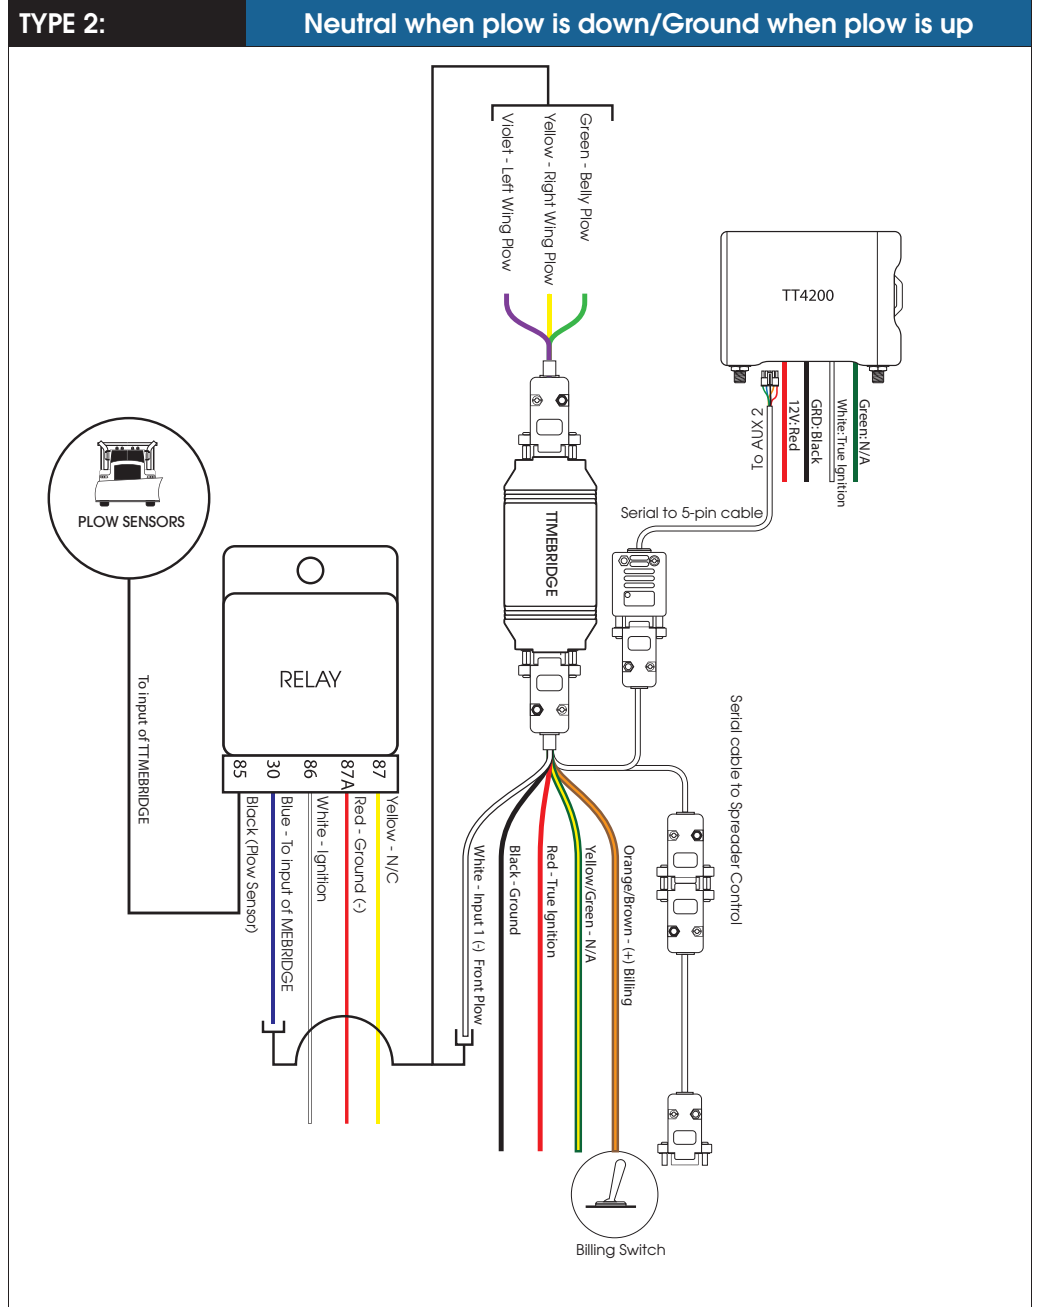 TYPE 2:
Neutral when plow is down/Ground when plow is up
Violet - Left Wing Plow
Yellow - Right Wing Plow
Green - Belly Plow
TT4200
To AUX 2
12V:Red
GRD:Black
White:True Ignition
Green:N/A
PLOW SENSORS
TTMEBRIDGE
Serial to 5-pin cable
RELAY
To input of TTMEBRIDGE
85
30
86
87A
87
Black (Plow Sensor)
Blue - To input of MEBRIDGE
White - Ignition
Red - Ground (-)
Yellow - N/C
White - Input 1 (-) Front Plow
Black - Ground
Red - True Ignition
Yellow/Green - N/A
Orange/Brown - (+) Billing
Serial cable to Spreader Control
Billing Switch